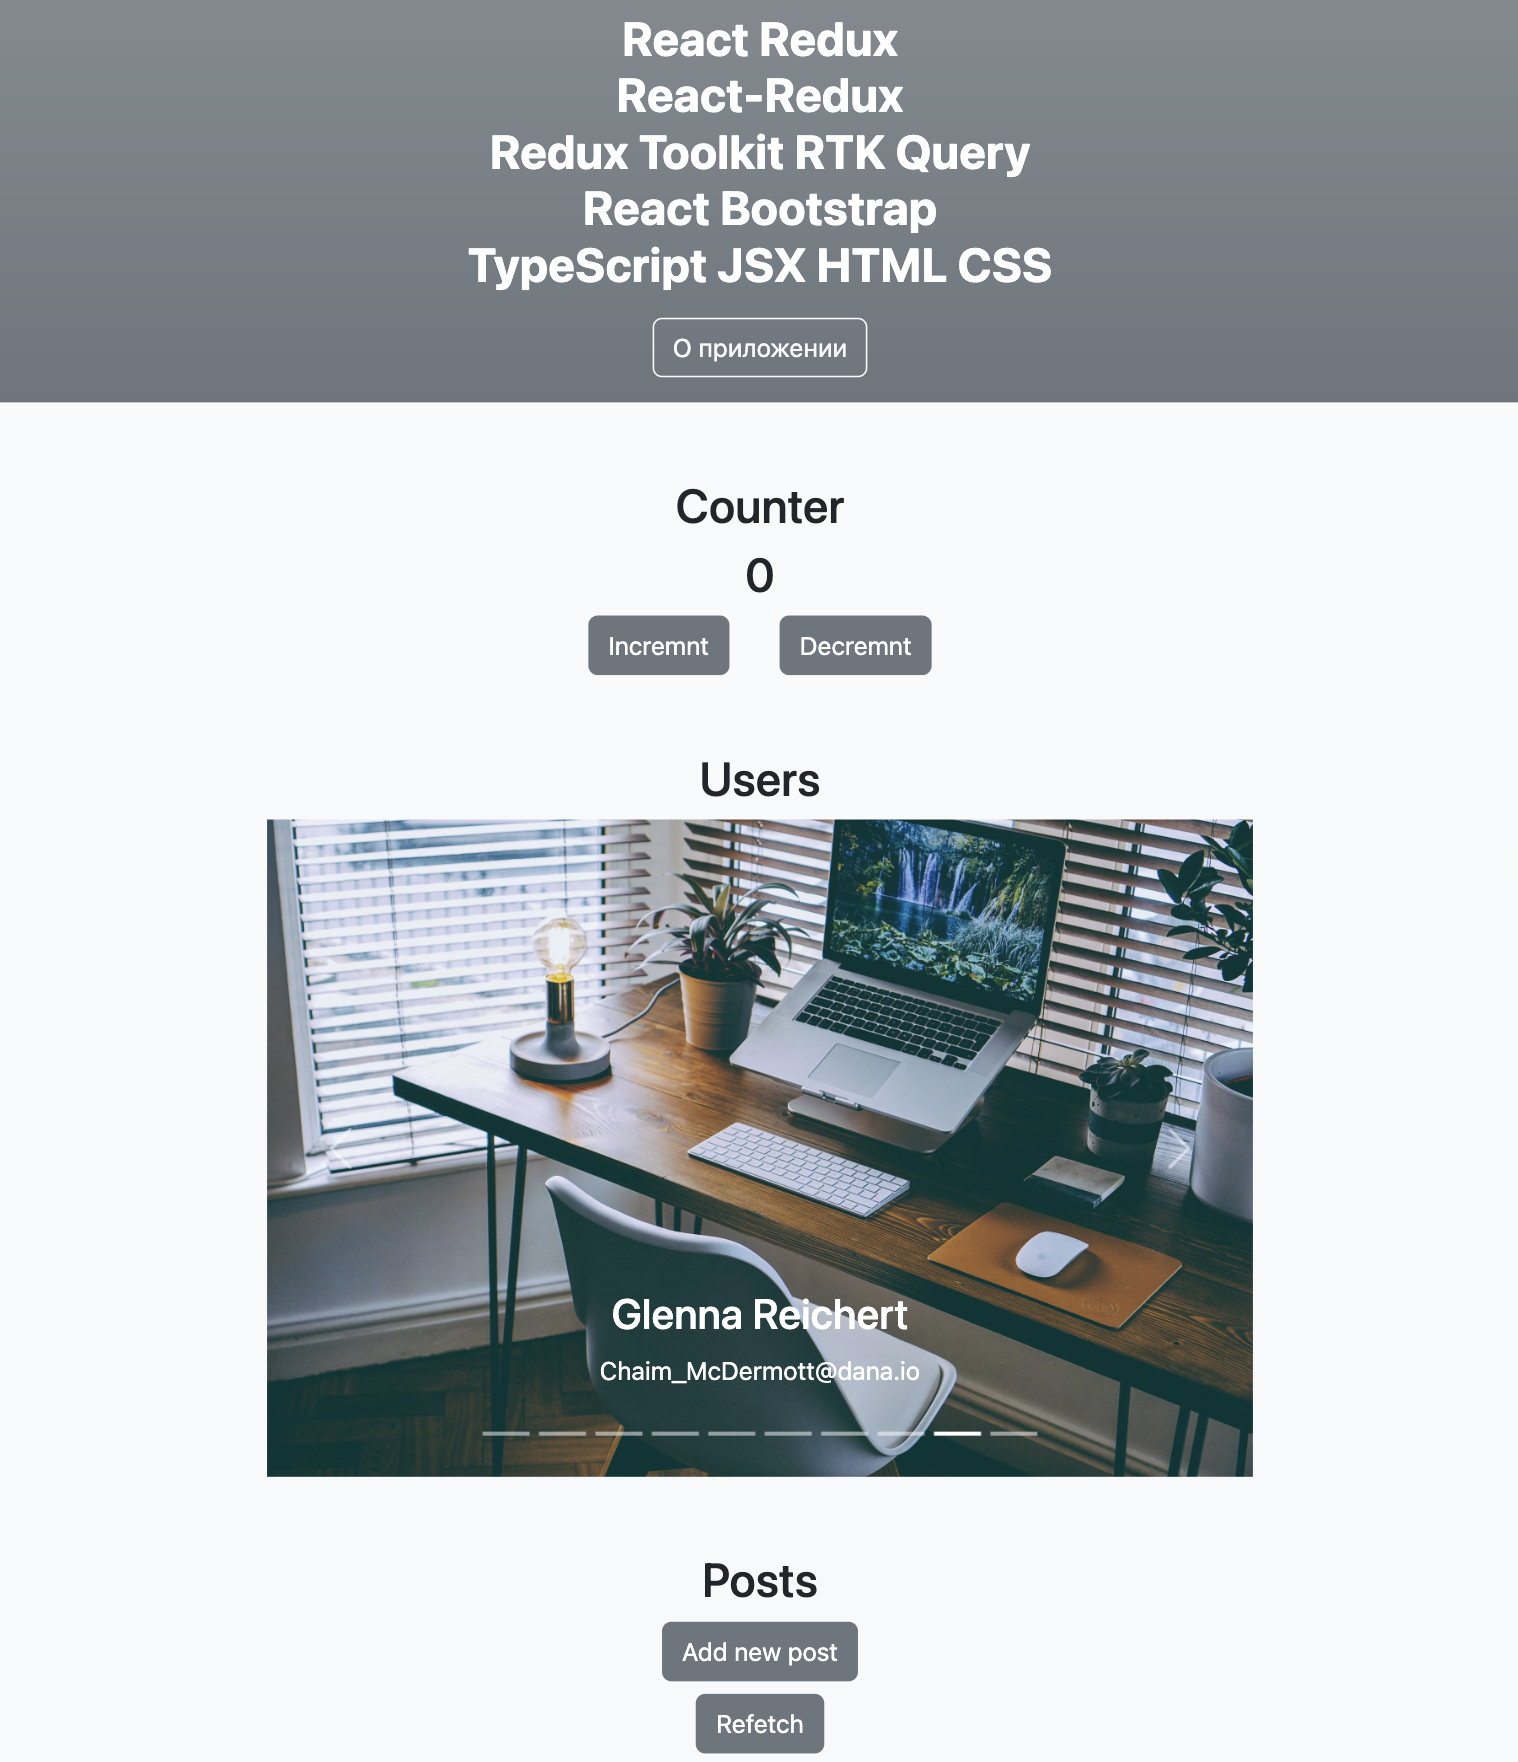 React Redux
React-Redux
Redux Toolkit RTK Query
React Bootstrap
TypeScript JSX HTML CSS
О приложении
Counter
0
Incremnt Decremnt
Users
Glenna Reichert
Chaim_McDermott@dana.io
Posts
Add new post
Refetch